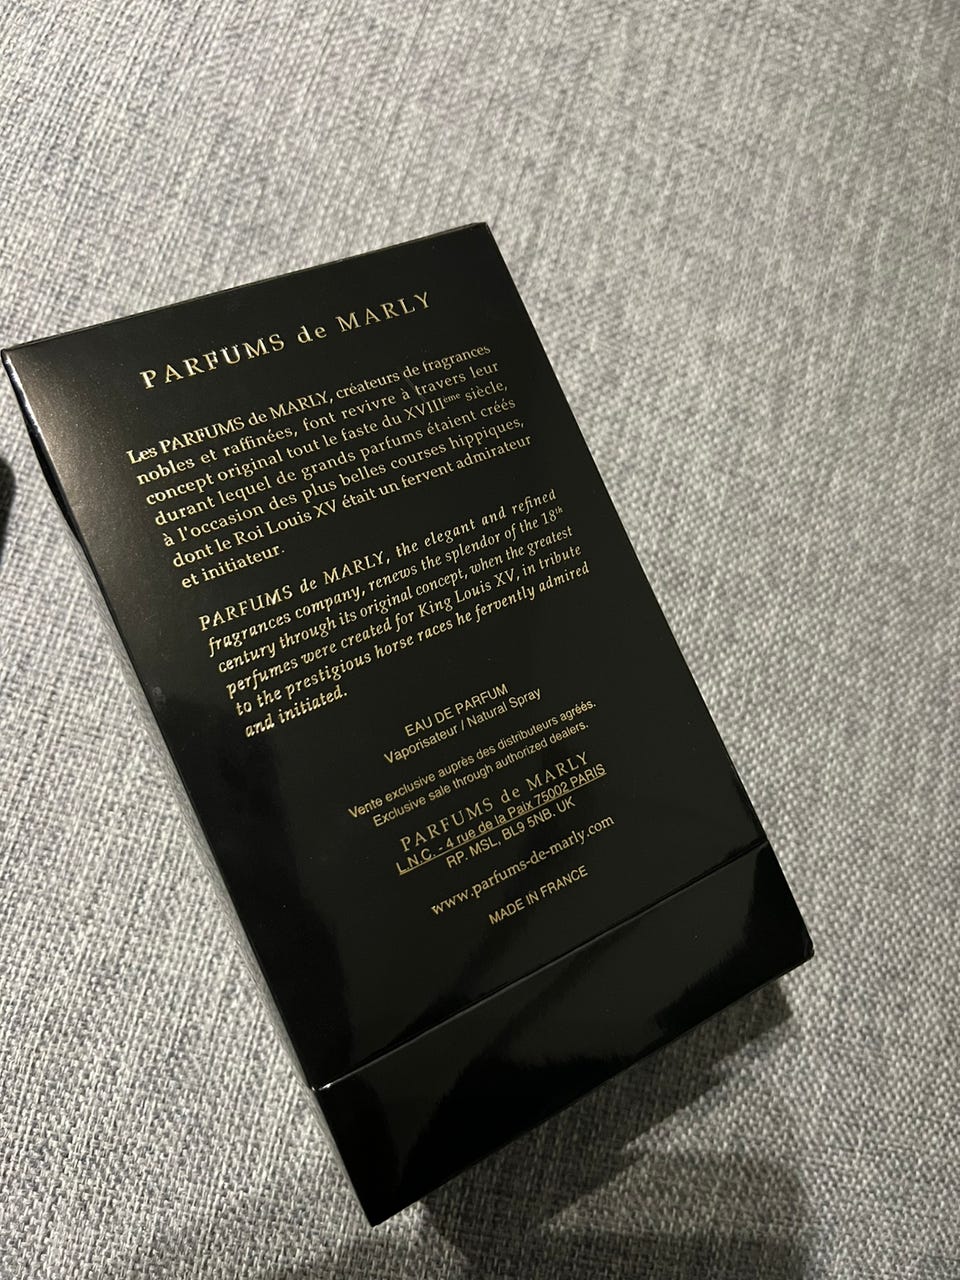 PARFUMS de MARLY
Les PARFUMS de MARLY, créateurs de fragrances
nobles et raffinées, font revivre à travers leur
concept original tout le faste du XVIIIème siècle,
durant lequel de grands parfums étaient créés
à l'occasion des plus belles courses hippiques,
dont le Roi Louis XV était un fervent admirateur
et initiateur.
PARFUMS de MARLY, the elegant and refined
fragrances company, renews the splendor of the 18th
century through its original concept, when the greatest
perfumes were created for King Louis XV, in tribute
to the prestigious horse races he fervently admired
and initiated.
EAU DE PARFUM
Vaporisateur / Natural Spray
Vente exclusive auprès des distributeurs agréés.
Exclusive sale through authorized dealers.
PARFUMS de MARLY
L.N.C. - 4 rue de la Paix 75002 PARIS
RP. MSL, BL9 5NB, UK
www.parfums-de-marly.com
MADE IN FRANCE